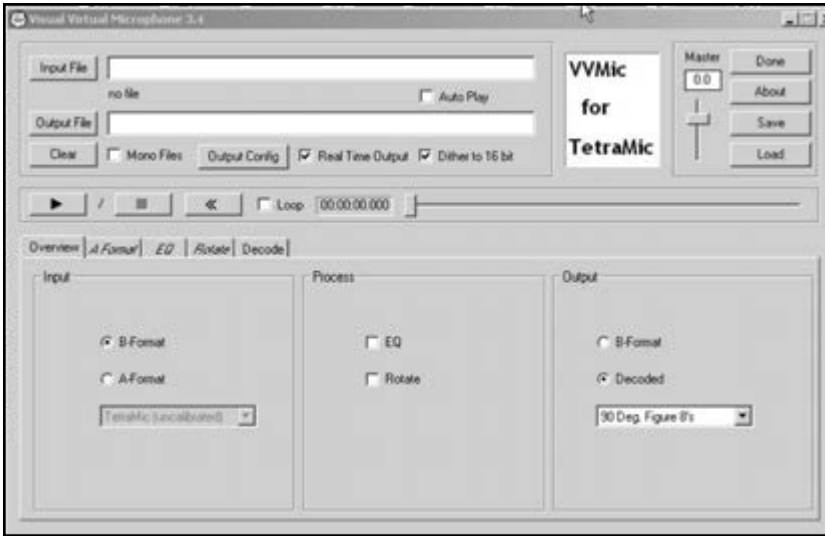 Visual Virtual Microphone 3.4
Input File
no file
Auto Play
Output File
Clear
Mono Files
Output Config
Real Time Output
Dither to 16 bit
VVMic
for
TetraMic
Master
0.0
Done
About
Save
Load
/
Loop
00:00:00.000
Overview
A Format
EQ
Rotate
Decode
Input
B-Format
A-Format
TetraMic (uncalibrated)
Process
EQ
Rotate
Output
B-Format
Decoded
90 Deg. Figure 8's